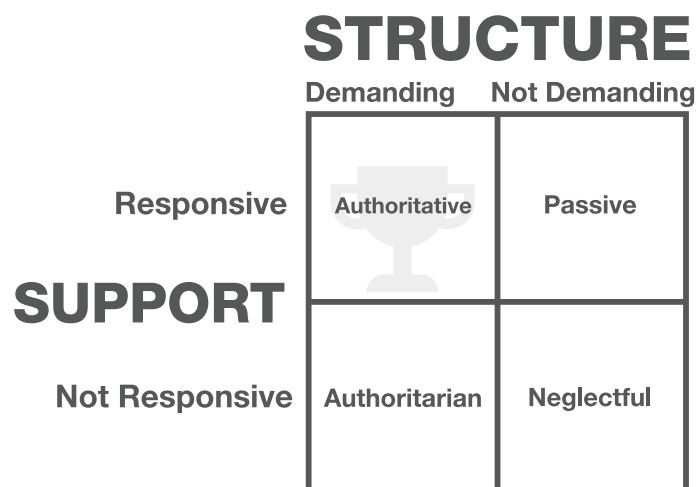 STRUCTURE
Demanding Not Demanding
Responsive Authoritative Passive
SUPPORT
Not Responsive Authoritarian Neglectful